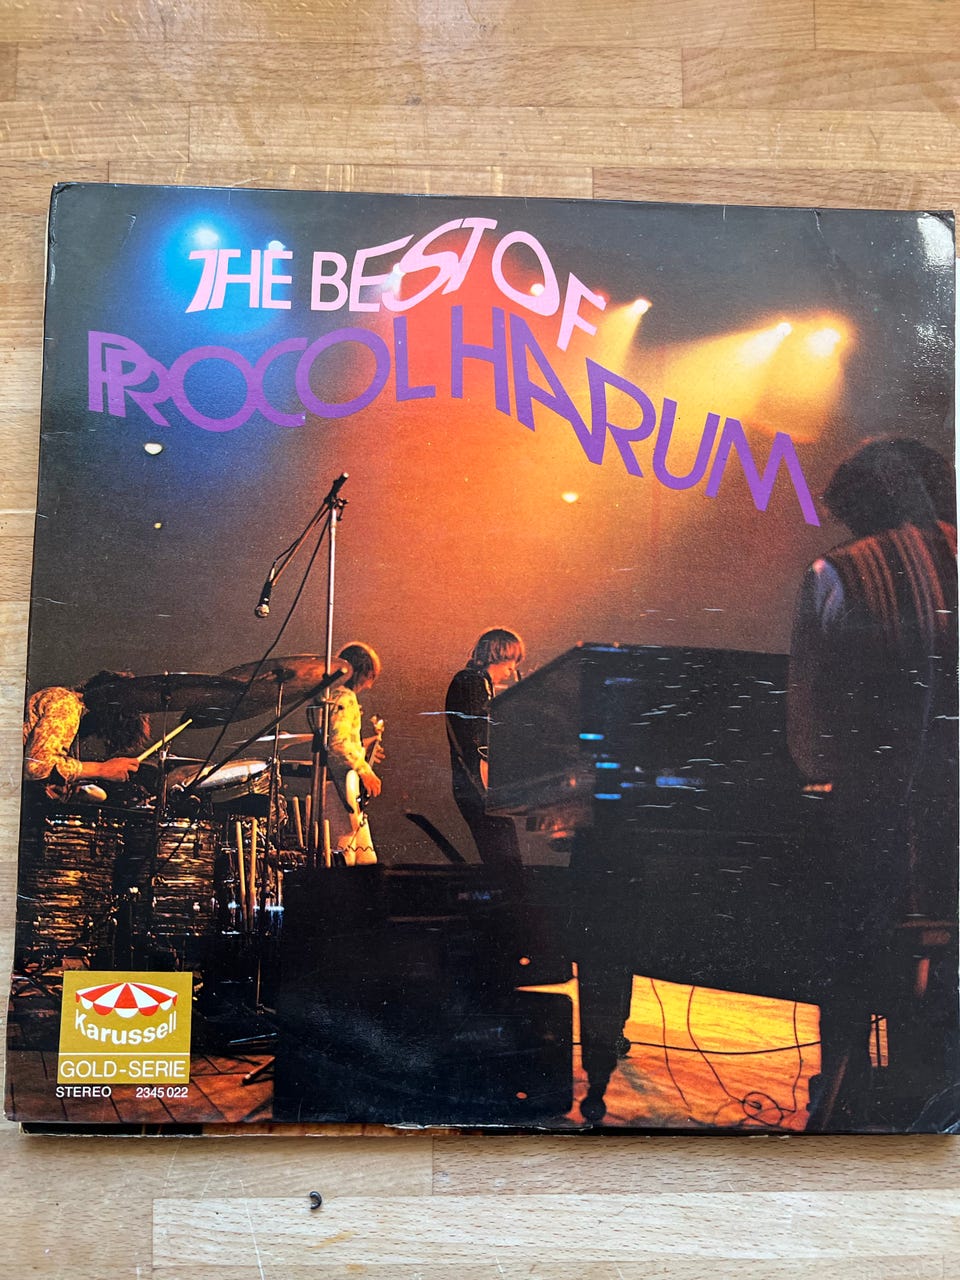 THE BEST OF
PROCOL HARUM
Karussell
GOLD-SERIE
STEREO 2345 022